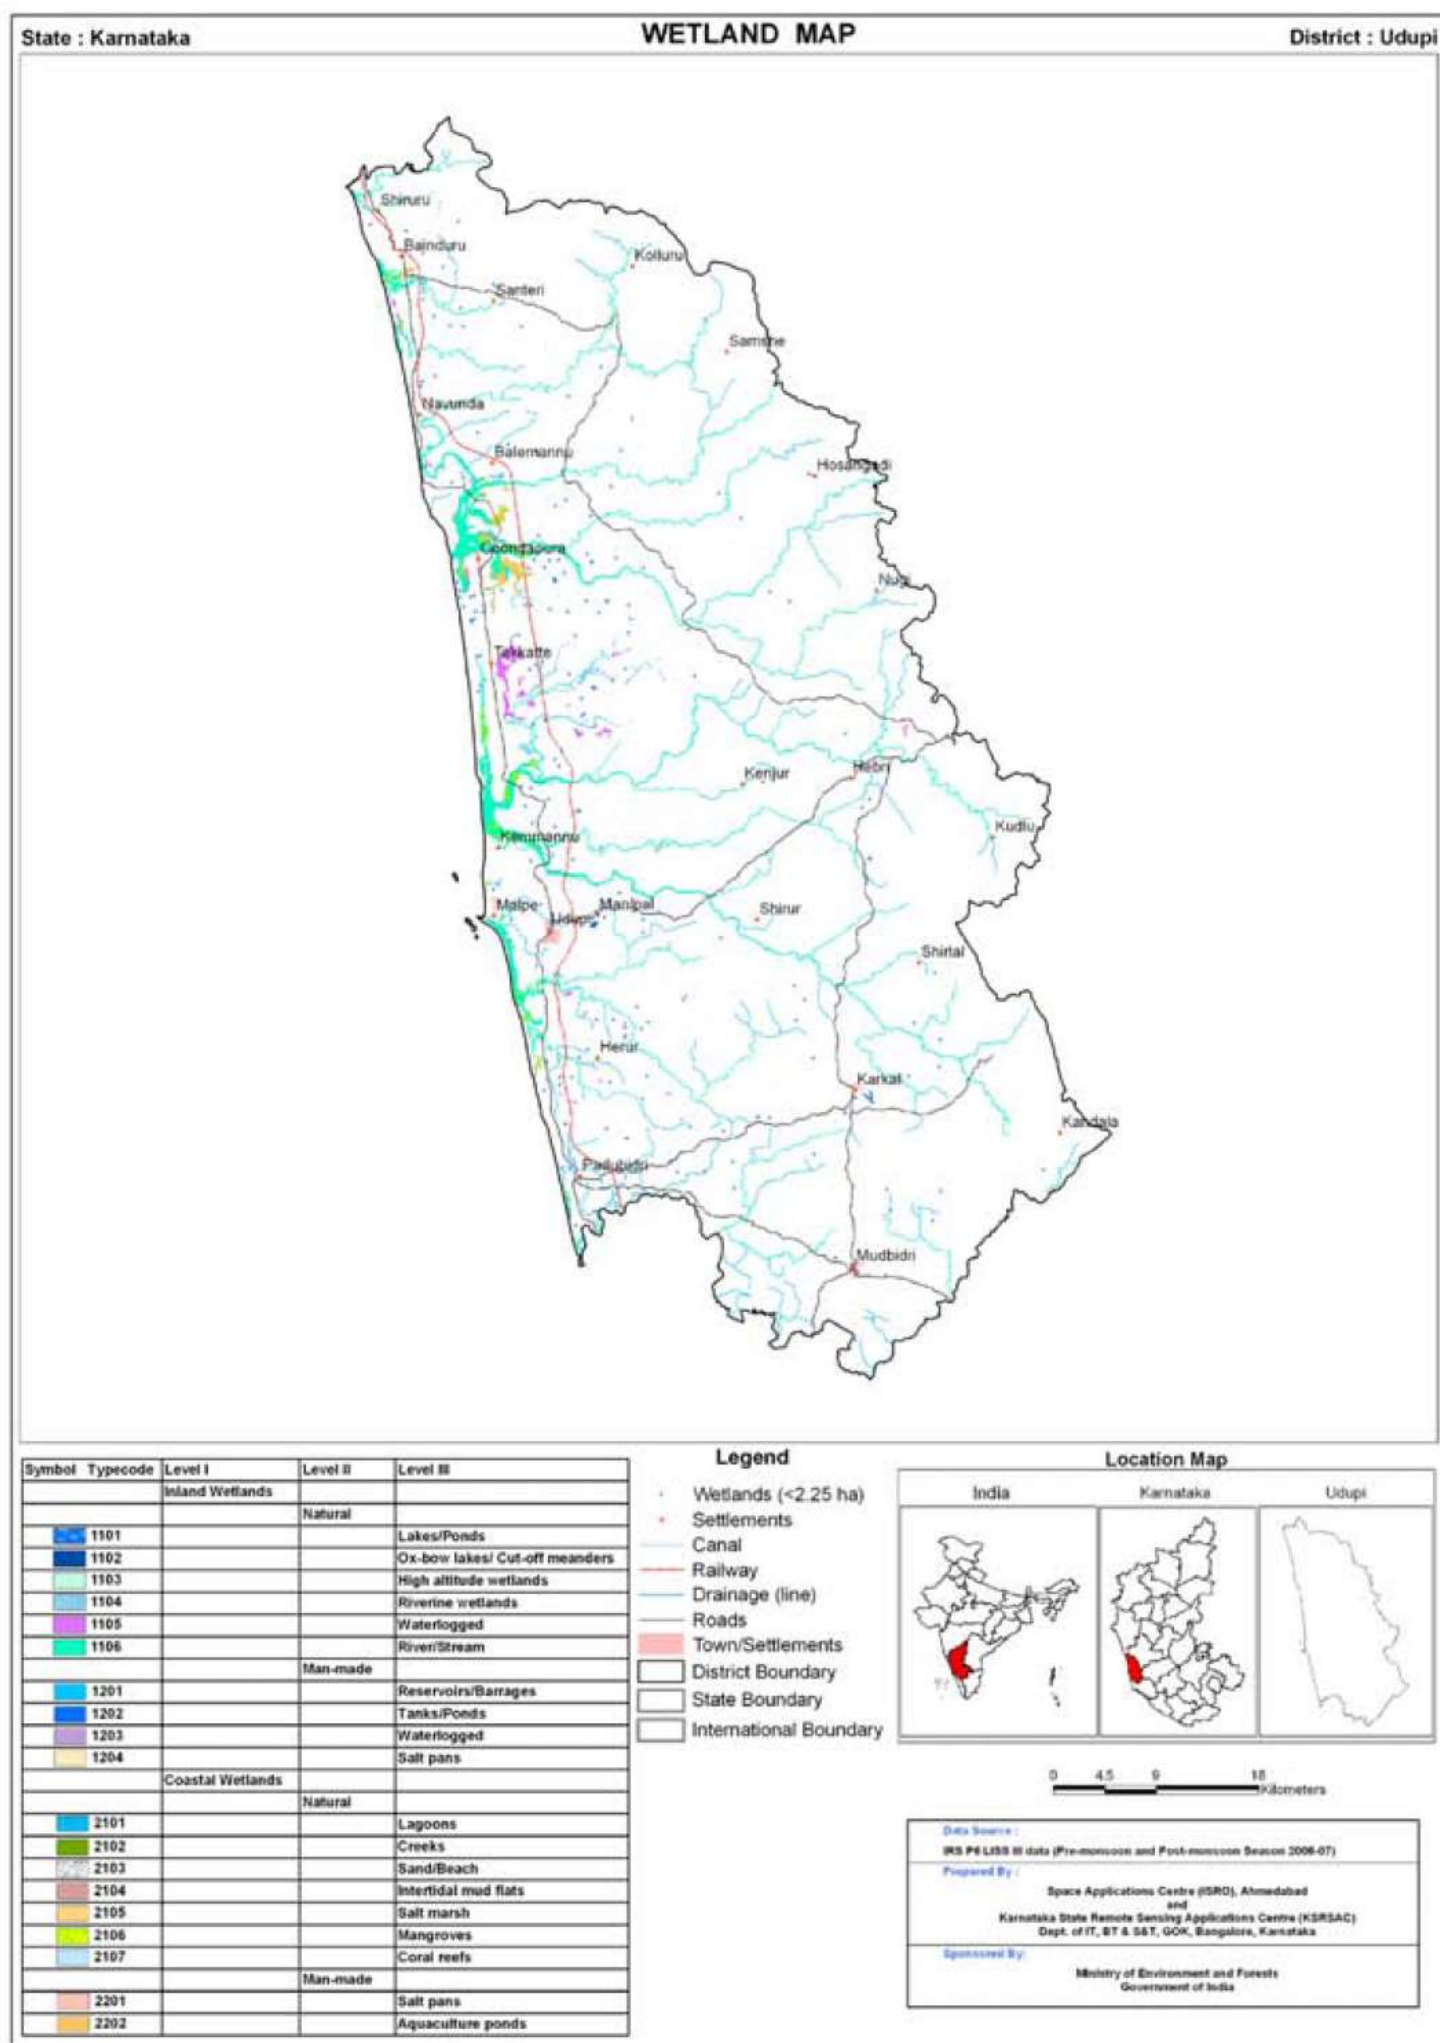 State : Karnataka
WETLAND MAP
District : Udupi
Shiruru
Bainduru
Kolluru
Santeri
Samshe
Navunda
Balemannu
Hosangadi
Coondapura
Nugi
Tekkatte
Hebri
Kenjur
Kudlu
Kemmannu
Malpe
Manipal
Udupi
Shirur
Shirlal
Herur
Karkal
Kandala
Padubidri
Mudbidri
Symbol Typecode Level I Level II Level III
Inland Wetlands
Natural
1101 Lakes/Ponds
1102 Ox-bow lakes/ Cut-off meanders
1103 High altitude wetlands
1104 Riverine wetlands
1105 Waterlogged
1106 River/Stream
Man-made
1201 Reservoirs/Barrages
1202 Tanks/Ponds
1203 Waterlogged
1204 Salt pans
Coastal Wetlands
Natural
2101 Lagoons
2102 Creeks
2103 Sand/Beach
2104 Intertidal mud flats
2105 Salt marsh
2106 Mangroves
2107 Coral reefs
Man-made
2201 Salt pans
2202 Aquaculture ponds
Legend
Wetlands (<2.25 ha)
Settlements
Canal
Railway
Drainage (line)
Roads
Town/Settlements
District Boundary
State Boundary
International Boundary
Location Map
India Karnataka Udupi
0 4.5 9 18
Kilometers
Data Source :
IRS P6 LISS III data (Pre-monsoon and Post-monsoon Season 2006-07)
Prepared By :
Space Applications Centre (ISRO), Ahmedabad
and
Karnataka State Remote Sensing Applications Centre (KSRSAC)
Dept. of IT, BT & S&T, GOK, Bangalore, Karnataka
Sponsored By:
Ministry of Environment and Forests
Government of India